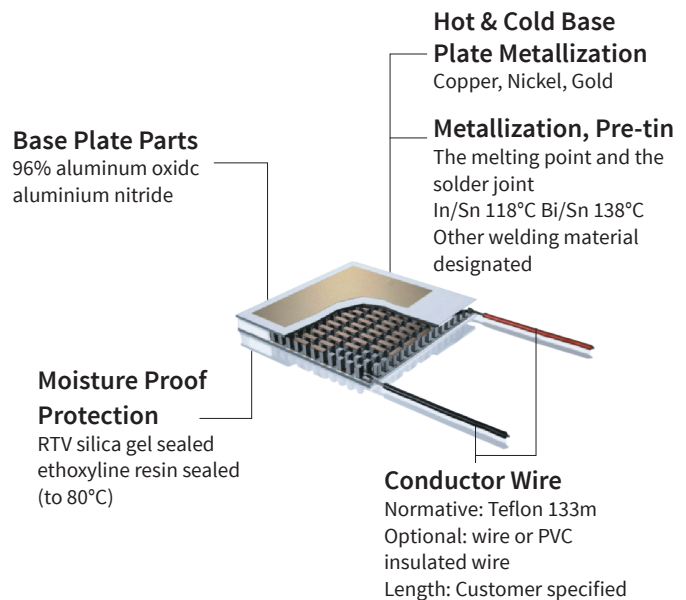 Hot & Cold Base
Plate Metallization
Copper, Nickel, Gold
Metallization, Pre-tin
The melting point and the
solder joint
In/Sn 118°C Bi/Sn 138°C
Other welding material
designated
Base Plate Parts
96% aluminum oxidc
aluminium nitride
Moisture Proof
Protection
RTV silica gel sealed
ethoxyline resin sealed
(to 80°C)
Conductor Wire
Normative: Teflon 133m
Optional: wire or PVC
insulated wire
Length: Customer specified